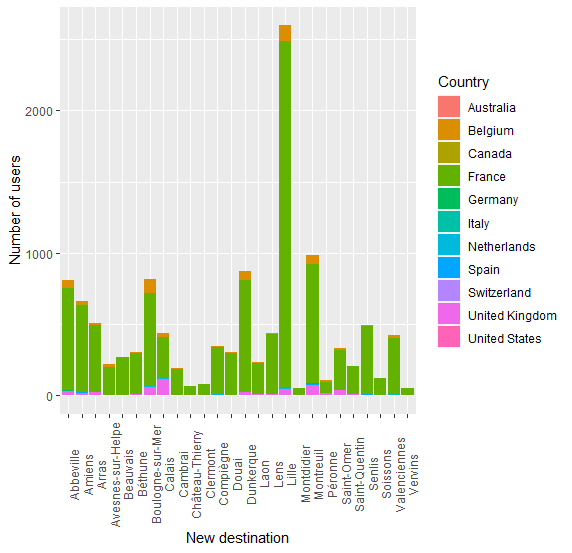 Number of users
2000
1000
0
Abbeville
Amiens
Arras
Avesnes-sur-Helpe
Beauvais
Béthune
Boulogne-sur-Mer
Calais
Cambrai
Château-Thierry
Clermont
Compiègne
Douai
Dunkerque
Laon
Lens
Lille
Montdidier
Montreuil
Péronne
Saint-Omer
Saint-Quentin
Senlis
Soissons
Valenciennes
Vervins
New destination
Country
Australia
Belgium
Canada
France
Germany
Italy
Netherlands
Spain
Switzerland
United Kingdom
United States